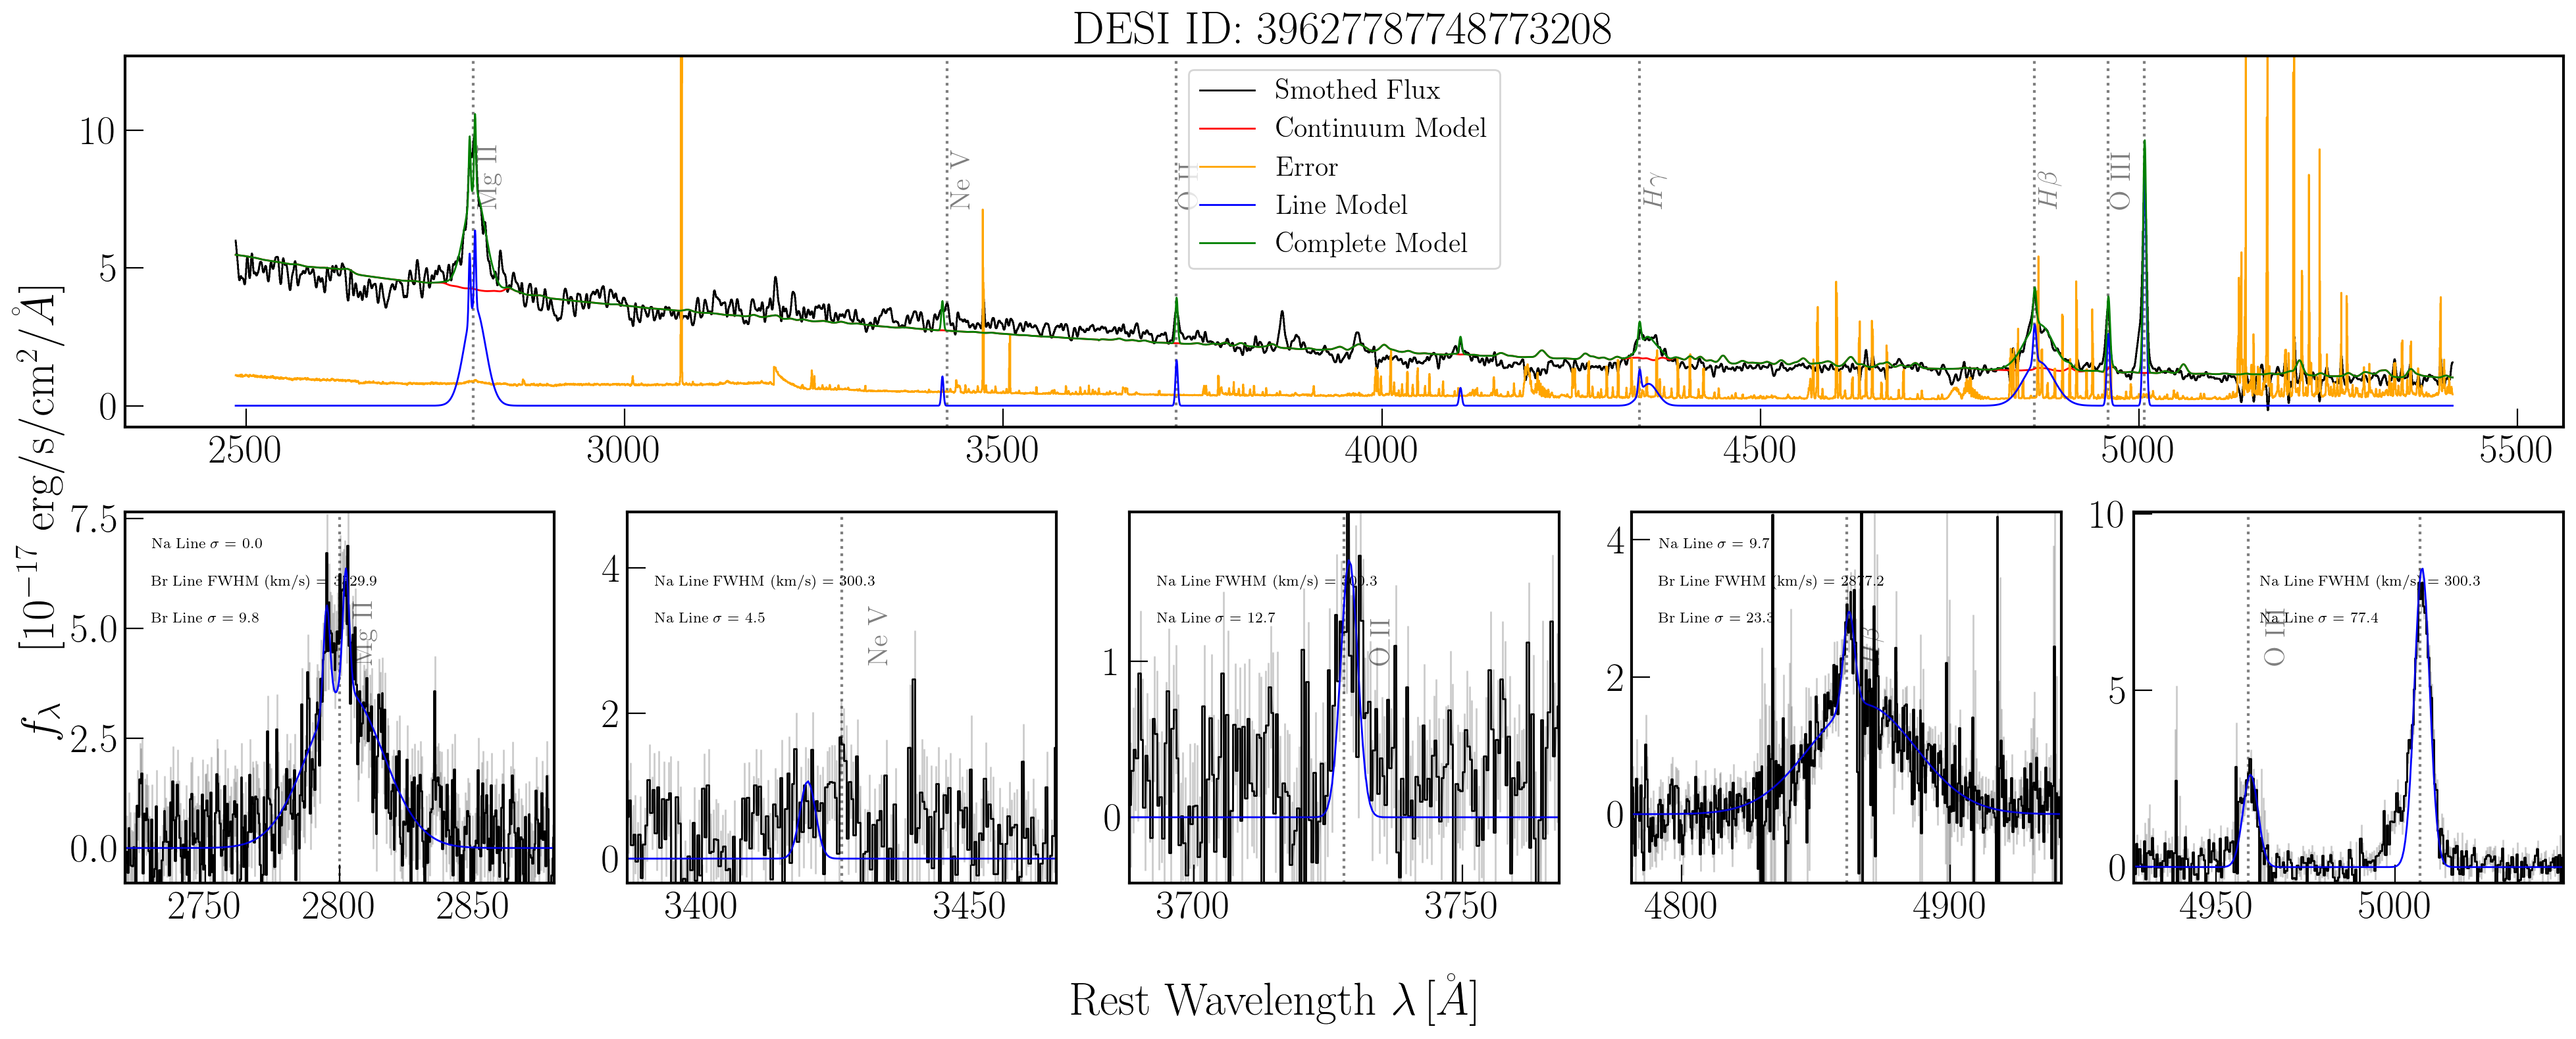 DESI ID: 39627787748773208
Smothed Flux
Continuum Model
Error
Line Model
Complete Model
Mg II
Ne V
O II
Hγ
Hβ
O III
10
5
0
2500 3000 3500 4000 4500 5000 5500
f_λ [10^{-17} erg/s/cm^2/Å]
7.5
5.0
2.5
0.0
Na Line σ = 0.0
Br Line FWHM (km/s) = 3529.9
Br Line σ = 9.8
Mg II
2750 2800 2850
4
2
0
Na Line FWHM (km/s) = 300.3
Na Line σ = 4.5
Ne V
3400 3450
1
0
Na Line FWHM (km/s) = 300.3
Na Line σ = 12.7
O II
3700 3750
4
2
0
Na Line σ = 9.7
Br Line FWHM (km/s) = 2877.2
Br Line σ = 23.3
Hβ
4800 4900
10
5
0
Na Line FWHM (km/s) = 300.3
Na Line σ = 77.4
O III
4950 5000
Rest Wavelength λ [Å]